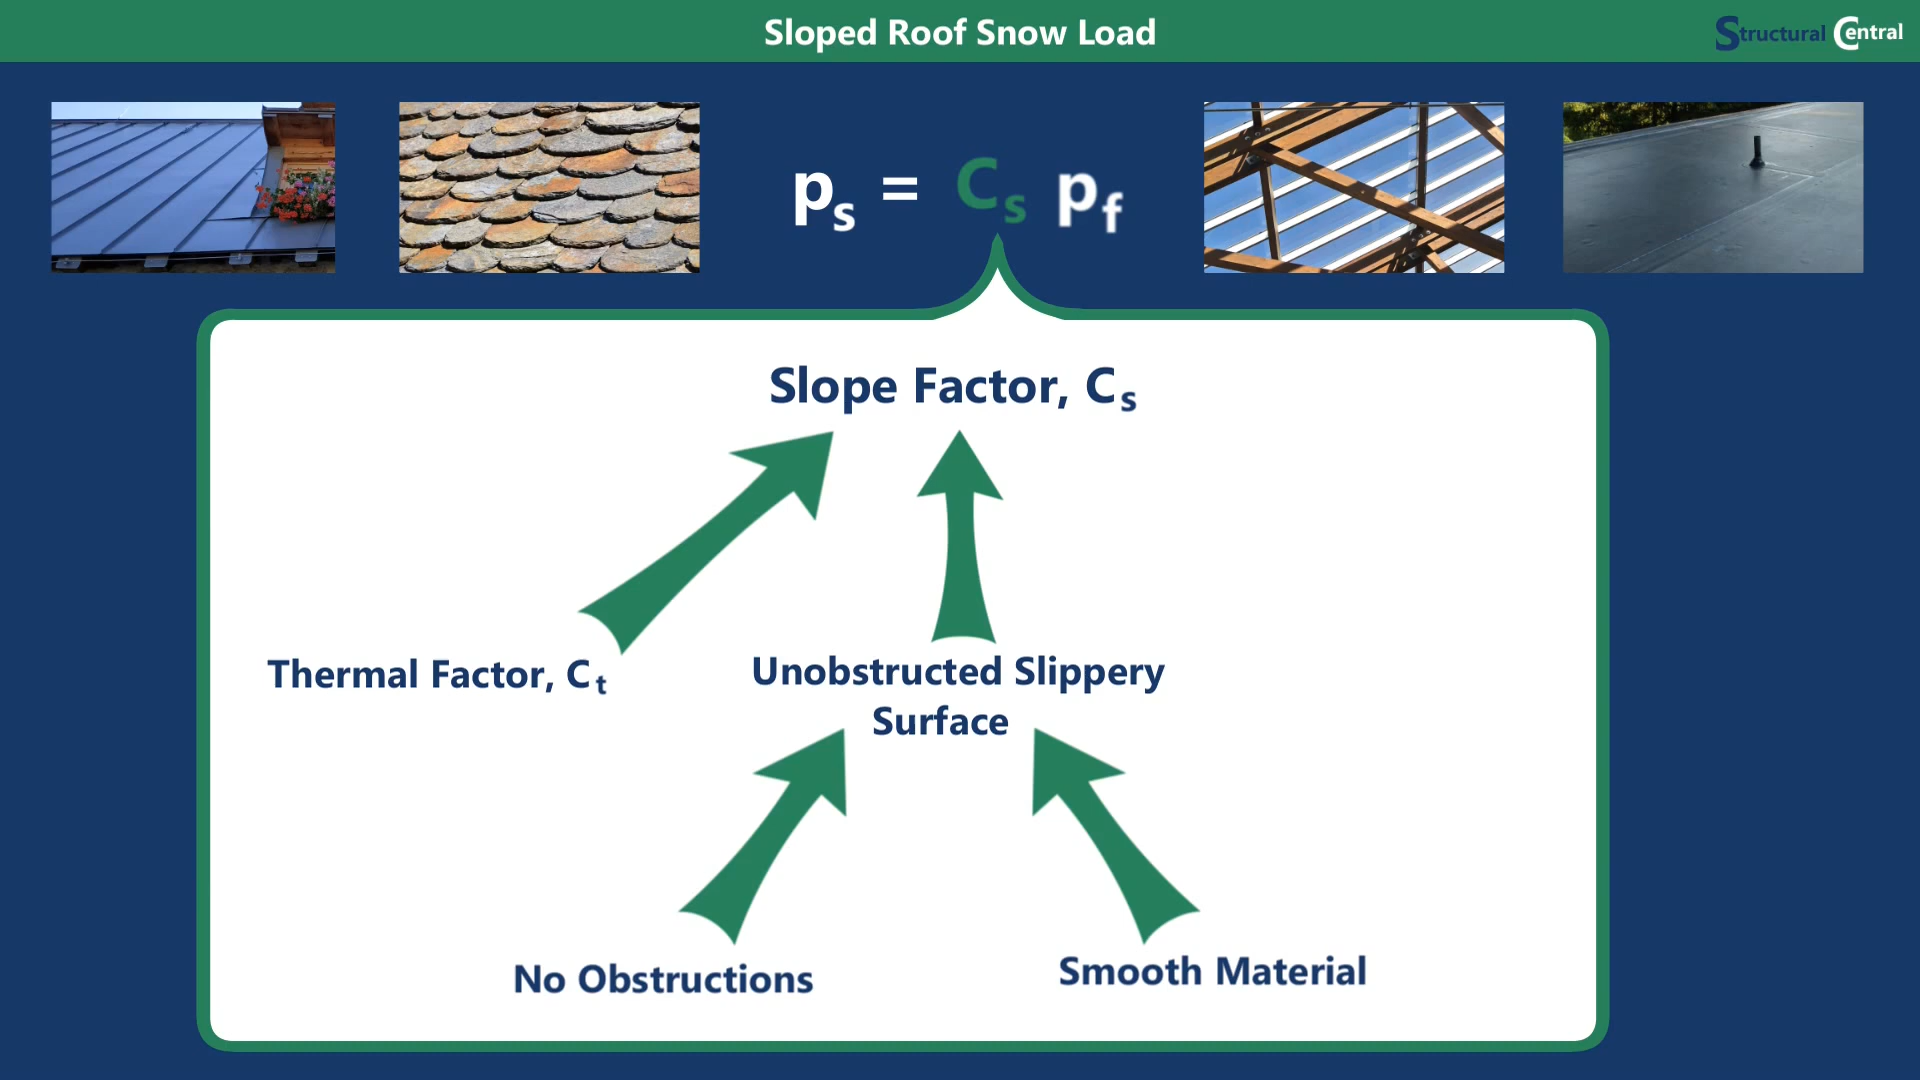 Sloped Roof Snow Load
Structural Central
pₛ = Cₛ p_f
Slope Factor, Cₛ
Thermal Factor, Cₜ
Unobstructed Slippery
Surface
No Obstructions
Smooth Material